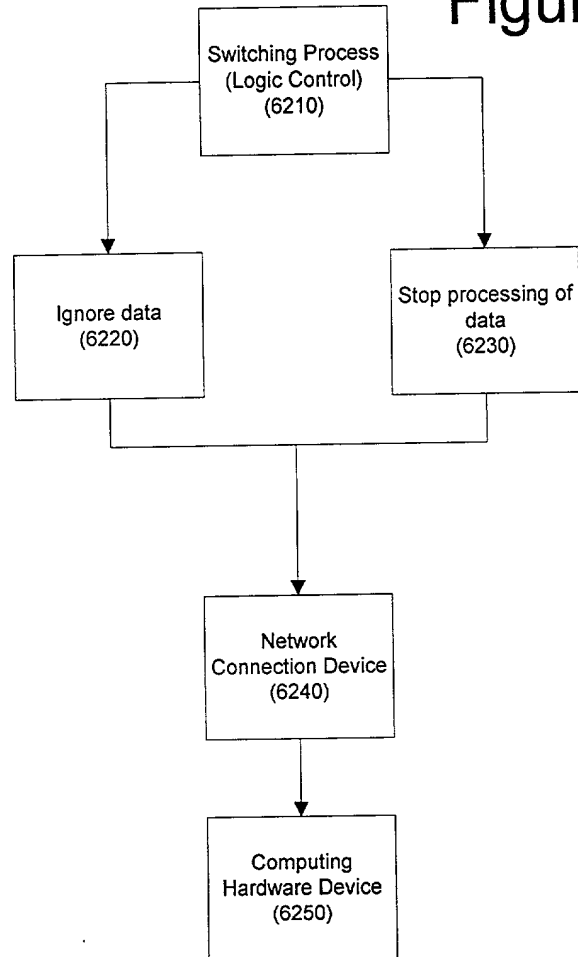 Figur
Switching Process
(Logic Control)
(6210)
Ignore data
(6220)
Stop processing of
data
(6230)
Network
Connection Device
(6240)
Computing
Hardware Device
(6250)